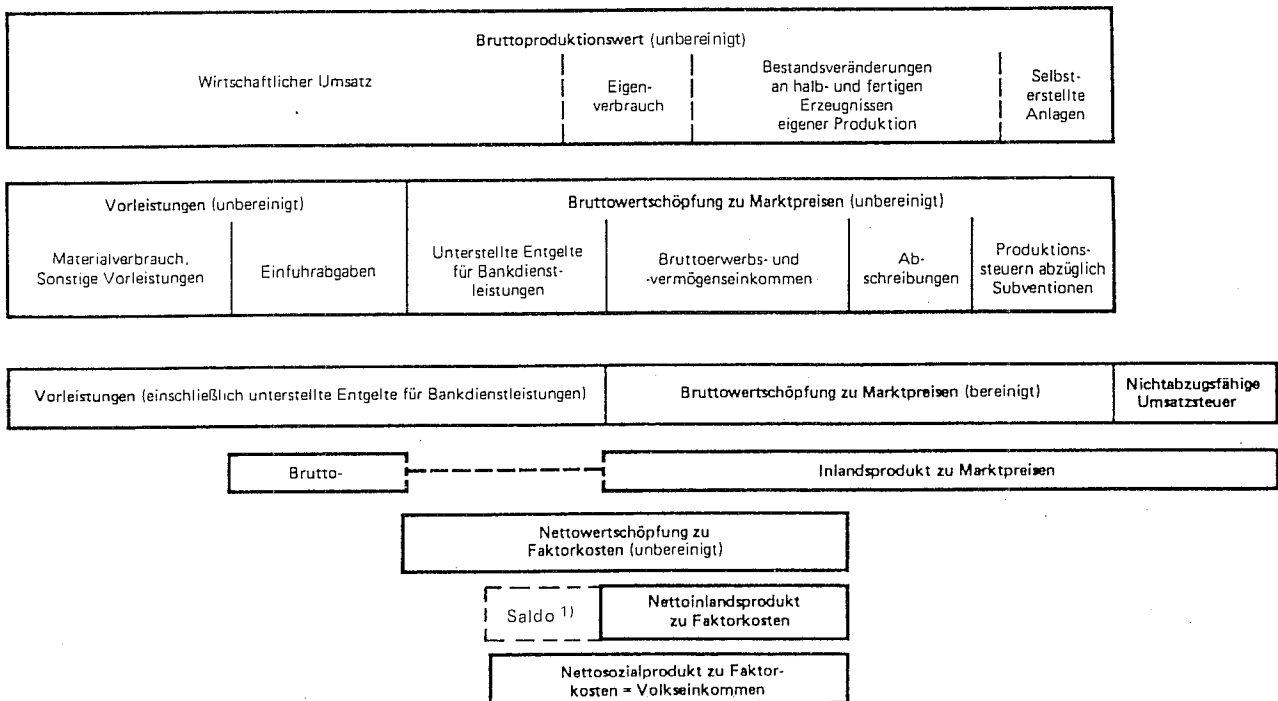 Bruttoproduktionswert (unbereinigt)
Wirtschaftlicher Umsatz
Eigen-
verbrauch
Bestandsveränderungen
an halb- und fertigen
Erzeugnissen
eigener Produktion
Selbst-
erstellte
Anlagen
Vorleistungen (unbereinigt)
Bruttowertschöpfung zu Marktpreisen (unbereinigt)
Materialverbrauch,
Sonstige Vorleistungen
Einfuhrabgaben
Unterstellte Entgelte
für Bankdienst-
leistungen
Bruttoerwerbs- und
-vermögenseinkommen
Ab-
schreibungen
Produktions-
steuern abzüglich
Subventionen
Vorleistungen (einschließlich unterstellte Entgelte für Bankdienstleistungen)
Bruttowertschöpfung zu Marktpreisen (bereinigt)
Nichtabzugsfähige
Umsatzsteuer
Brutto-
Inlandsprodukt zu Marktpreisen
Nettowertschöpfung zu
Faktorkosten (unbereinigt)
Saldo 1)
Nettoinlandsprodukt
zu Faktorkosten
Nettosozialprodukt zu Faktor-
kosten = Volkseinkommen